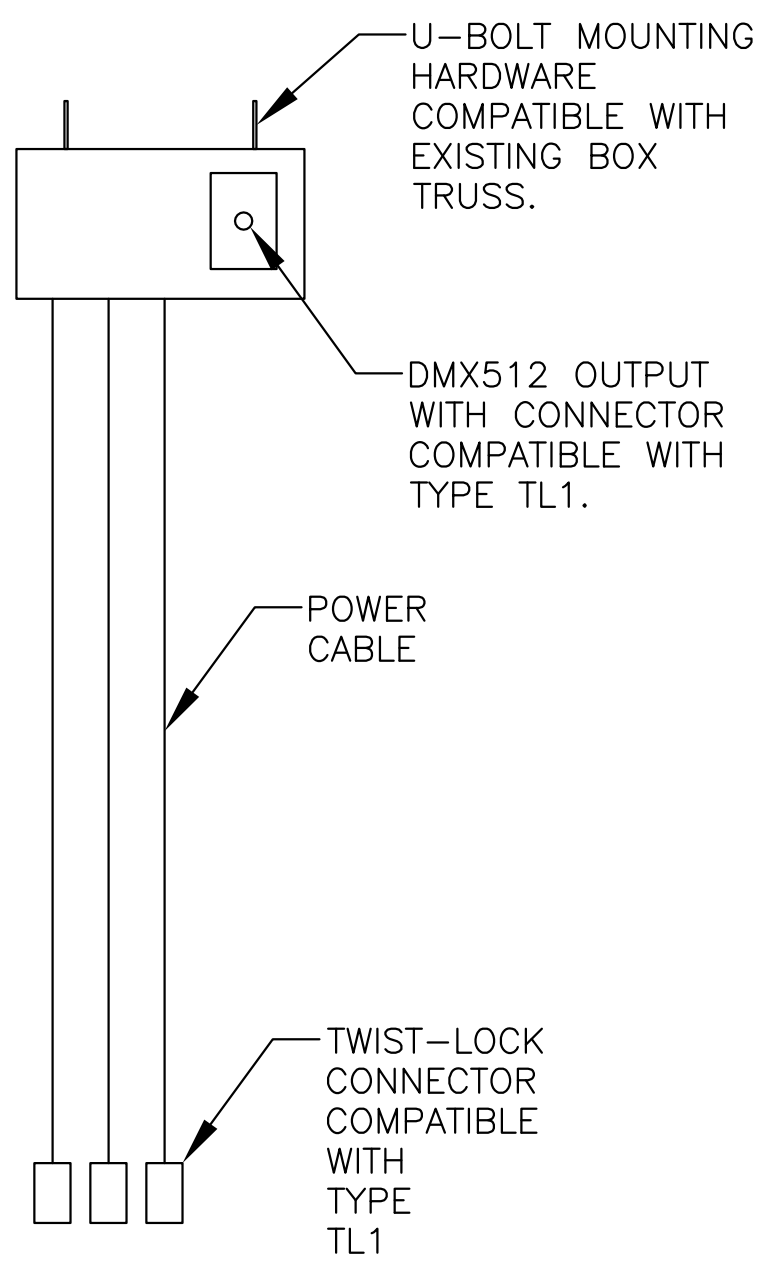 U-BOLT MOUNTING
HARDWARE
COMPATIBLE WITH
EXISTING BOX
TRUSS.
DMX512 OUTPUT
WITH CONNECTOR
COMPATIBLE WITH
TYPE TL1.
POWER
CABLE
TWIST-LOCK
CONNECTOR
COMPATIBLE
WITH
TYPE
TL1